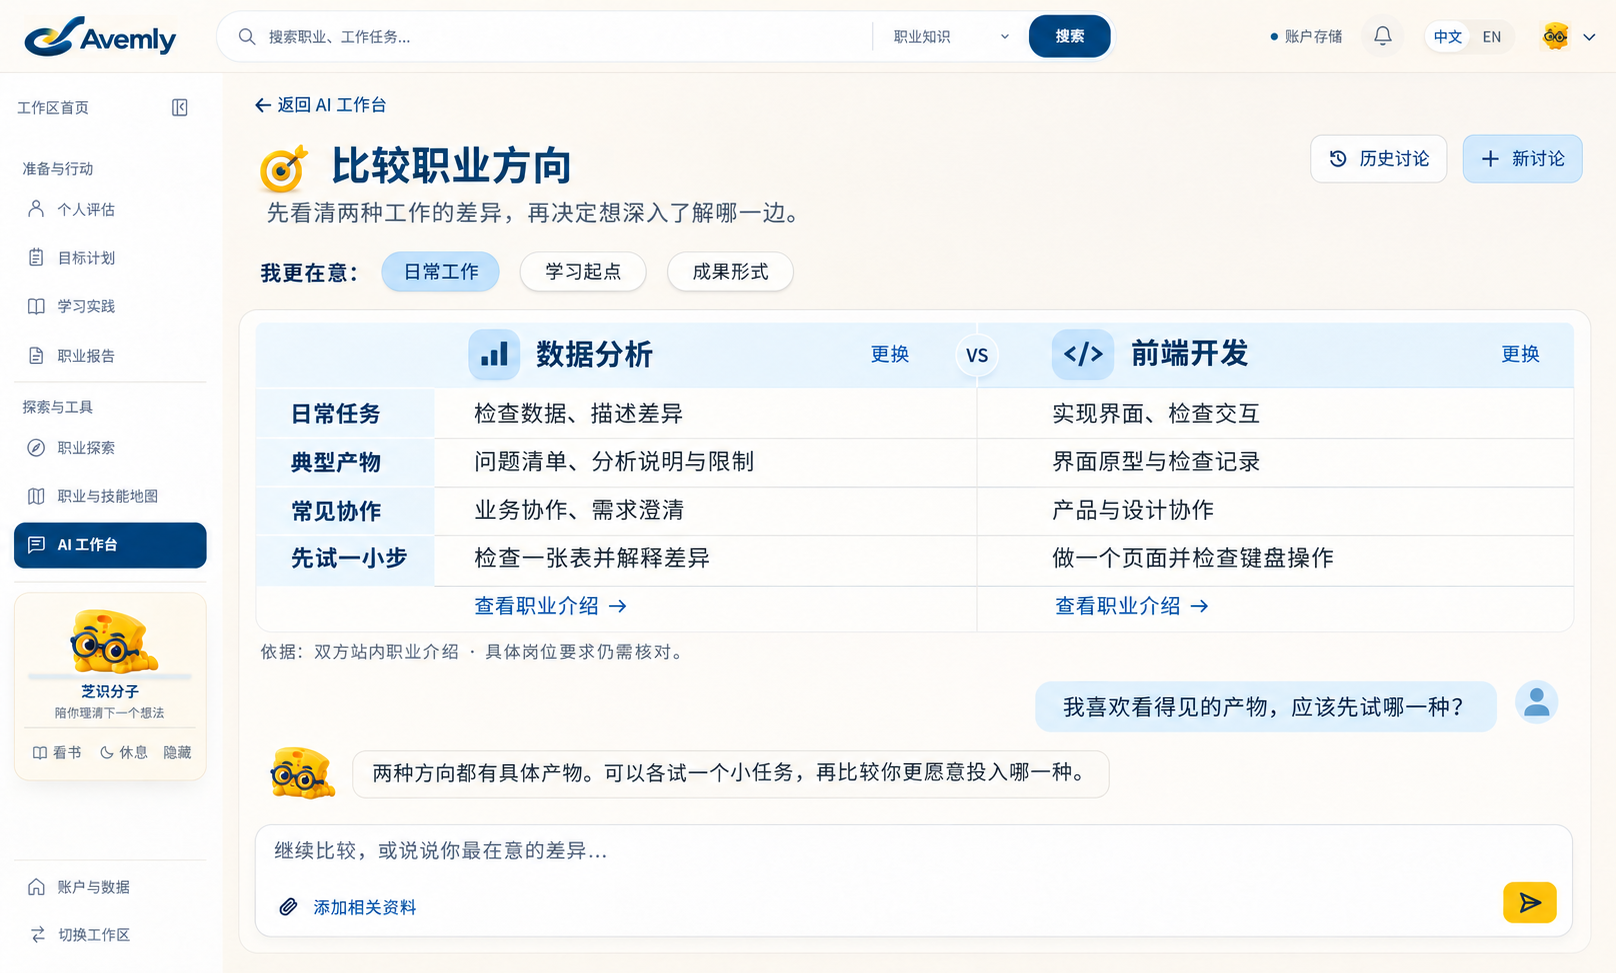 Avemly
搜索职业、工作任务...
职业知识
搜索
账户存储
中文
EN
工作区首页
准备与行动
个人评估
目标计划
学习实践
职业报告
探索与工具
职业探索
职业与技能地图
AI 工作台
芝识分子
陪你理清下一个想法
看书
休息
隐藏
账户与数据
切换工作区
返回 AI 工作台
比较职业方向
先看清两种工作的差异，再决定想深入了解哪一边。
历史讨论
新讨论
我更在意：
日常工作
学习起点
成果形式
数据分析
更换
VS
</>
前端开发
更换
日常任务
检查数据、描述差异
实现界面、检查交互
典型产物
问题清单、分析说明与限制
界面原型与检查记录
常见协作
业务协作、需求澄清
产品与设计协作
先试一小步
检查一张表并解释差异
做一个页面并检查键盘操作
查看职业介绍 →
查看职业介绍 →
依据：双方站内职业介绍 · 具体岗位要求仍需核对。
我喜欢看得见的产物，应该先试哪一种？
两种方向都有具体产物。可以各试一个小任务，再比较你更愿意投入哪一种。
继续比较，或说说你最在意的差异...
添加相关资料